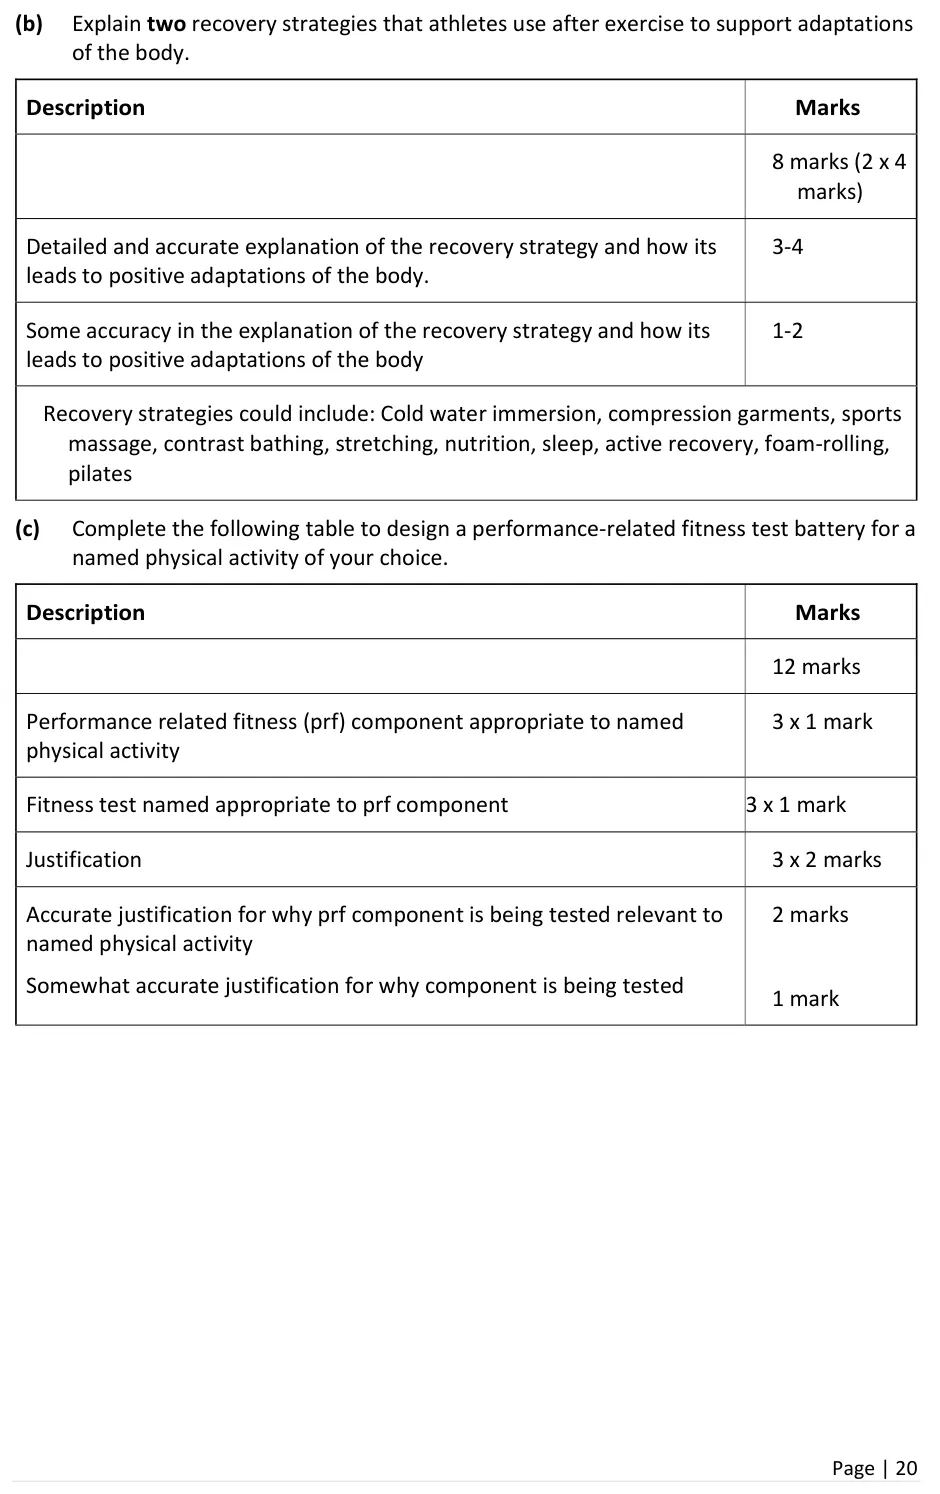 (b) Explain two recovery strategies that athletes use after exercise to support adaptations
of the body.
Description Marks
8 marks (2 x 4
marks)
Detailed and accurate explanation of the recovery strategy and how its 3-4
leads to positive adaptations of the body.
Some accuracy in the explanation of the recovery strategy and how its 1-2
leads to positive adaptations of the body
Recovery strategies could include: Cold water immersion, compression garments, sports
massage, contrast bathing, stretching, nutrition, sleep, active recovery, foam-rolling,
pilates
(c) Complete the following table to design a performance-related fitness test battery for a
named physical activity of your choice.
Description Marks
12 marks
Performance related fitness (prf) component appropriate to named 3 x 1 mark
physical activity
Fitness test named appropriate to prf component 3 x 1 mark
Justification 3 x 2 marks
Accurate justification for why prf component is being tested relevant to 2 marks
named physical activity
Somewhat accurate justification for why component is being tested 1 mark
Page | 20